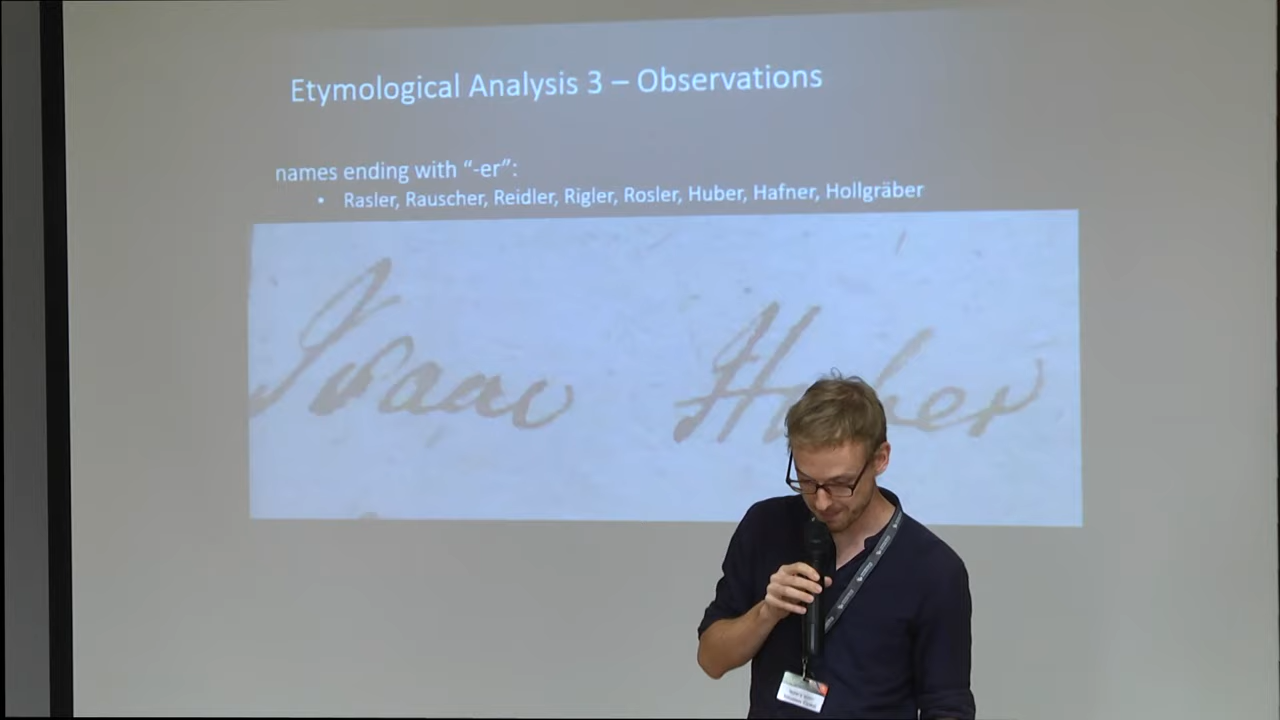 Etymological Analysis 3 – Observations
names ending with “-er”:
• Rasler, Rauscher, Reidler, Rigler, Rosler, Huber, Hafner, Hollgräber
Isaac Huber